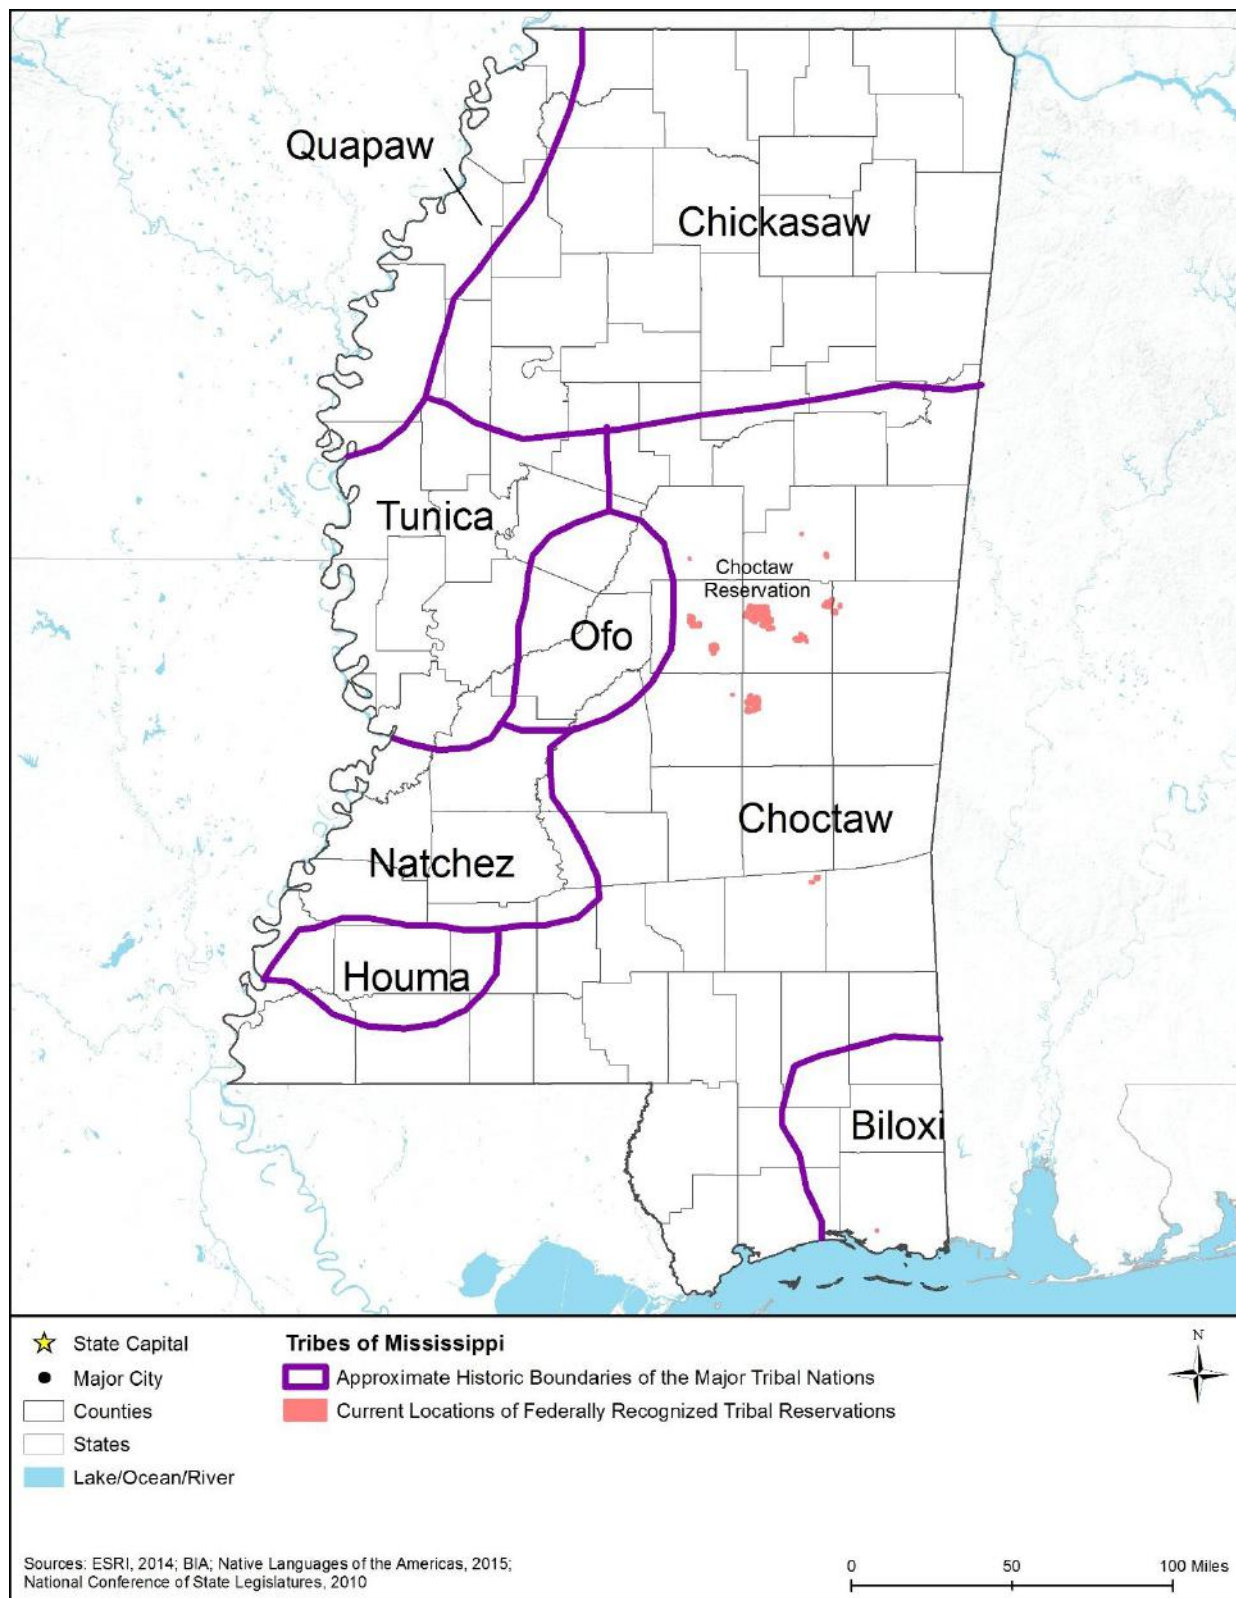 Quapaw
Chickasaw
Tunica
Choctaw
Reservation
Ofo
Choctaw
Natchez
Houma
Biloxi
State Capital
Major City
Counties
States
Lake/Ocean/River
Tribes of Mississippi
Approximate Historic Boundaries of the Major Tribal Nations
Current Locations of Federally Recognized Tribal Reservations
N
Sources: ESRI, 2014; BIA; Native Languages of the Americas, 2015;
National Conference of State Legislatures, 2010
0 50 100 Miles